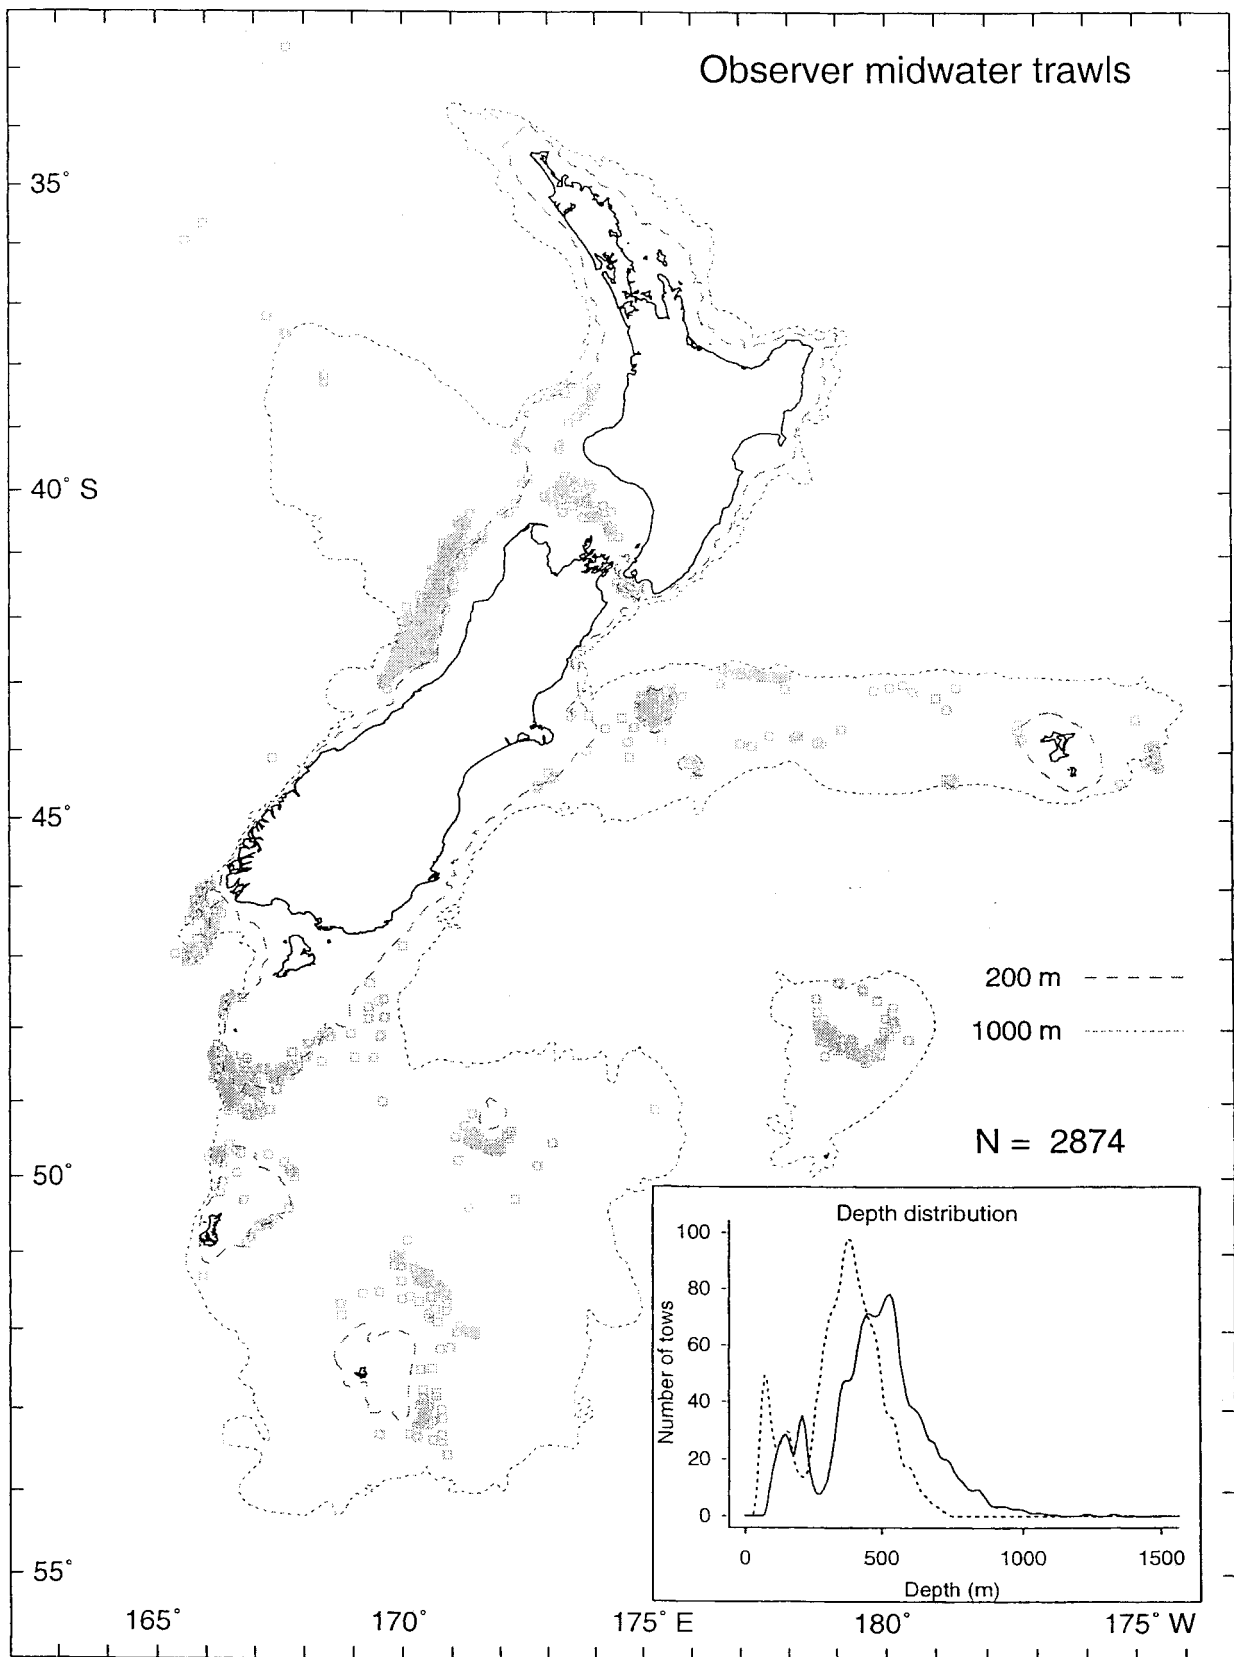 Observer midwater trawls
35°
40° S
45°
200 m
1000 m
N = 2874
50°
Depth distribution
100
80
60
40
20
0
Number of tows
0 500 1000 1500
Depth (m)
55°
165° 170° 175° E 180° 175° W